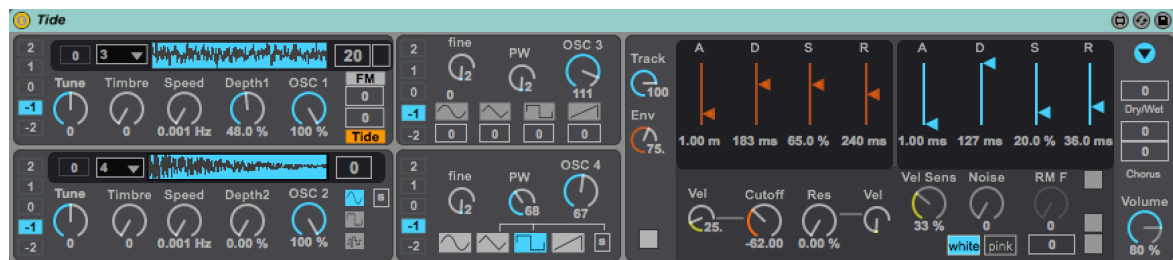 Tide
2
1
0
-1
-2
0
3
20
Tune
Timbre
Speed
Depth1
OSC 1
0
0
0.001 Hz
48.0 %
100 %
FM
0
0
Tide
2
1
0
-1
-2
0
4
0
Tune
Timbre
Speed
Depth2
OSC 2
0
0
0.001 Hz
0.00 %
100 %
S
2
1
0
-1
-2
fine
PW
OSC 3
2
2
0
111
0
0
0
0
2
1
0
-1
-2
fine
PW
OSC 4
2
68
67
S
Track
100
Env
75.
A D S R
1.00 m 183 ms 65.0 % 240 ms
A D S R
1.00 ms 127 ms 20.0 % 36.0 ms
Vel
Cutoff
Res
Vel
25.
-62.00
0.00 %
Vel Sens
Noise
RM F
33 %
0
0
white
pink
0
0
Dry/Wet
0
0
Chorus
Volume
80 %